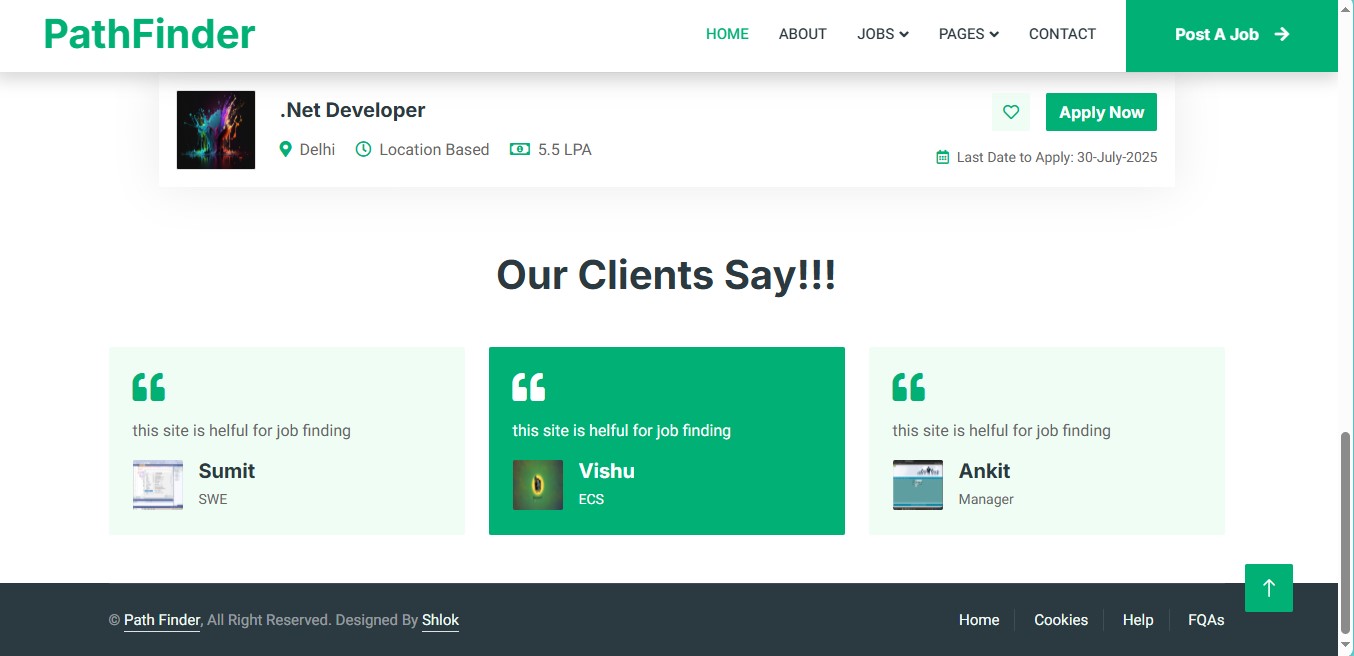 PathFinder
HOME ABOUT JOBS PAGES CONTACT Post A Job
.Net Developer
Apply Now
Delhi Location Based 5.5 LPA
Last Date to Apply: 30-July-2025
Our Clients Say!!!
this site is helful for job finding
Sumit
SWE
this site is helful for job finding
Vishu
ECS
this site is helful for job finding
Ankit
Manager
© Path Finder, All Right Reserved. Designed By Shlok
Home Cookies Help FQAs